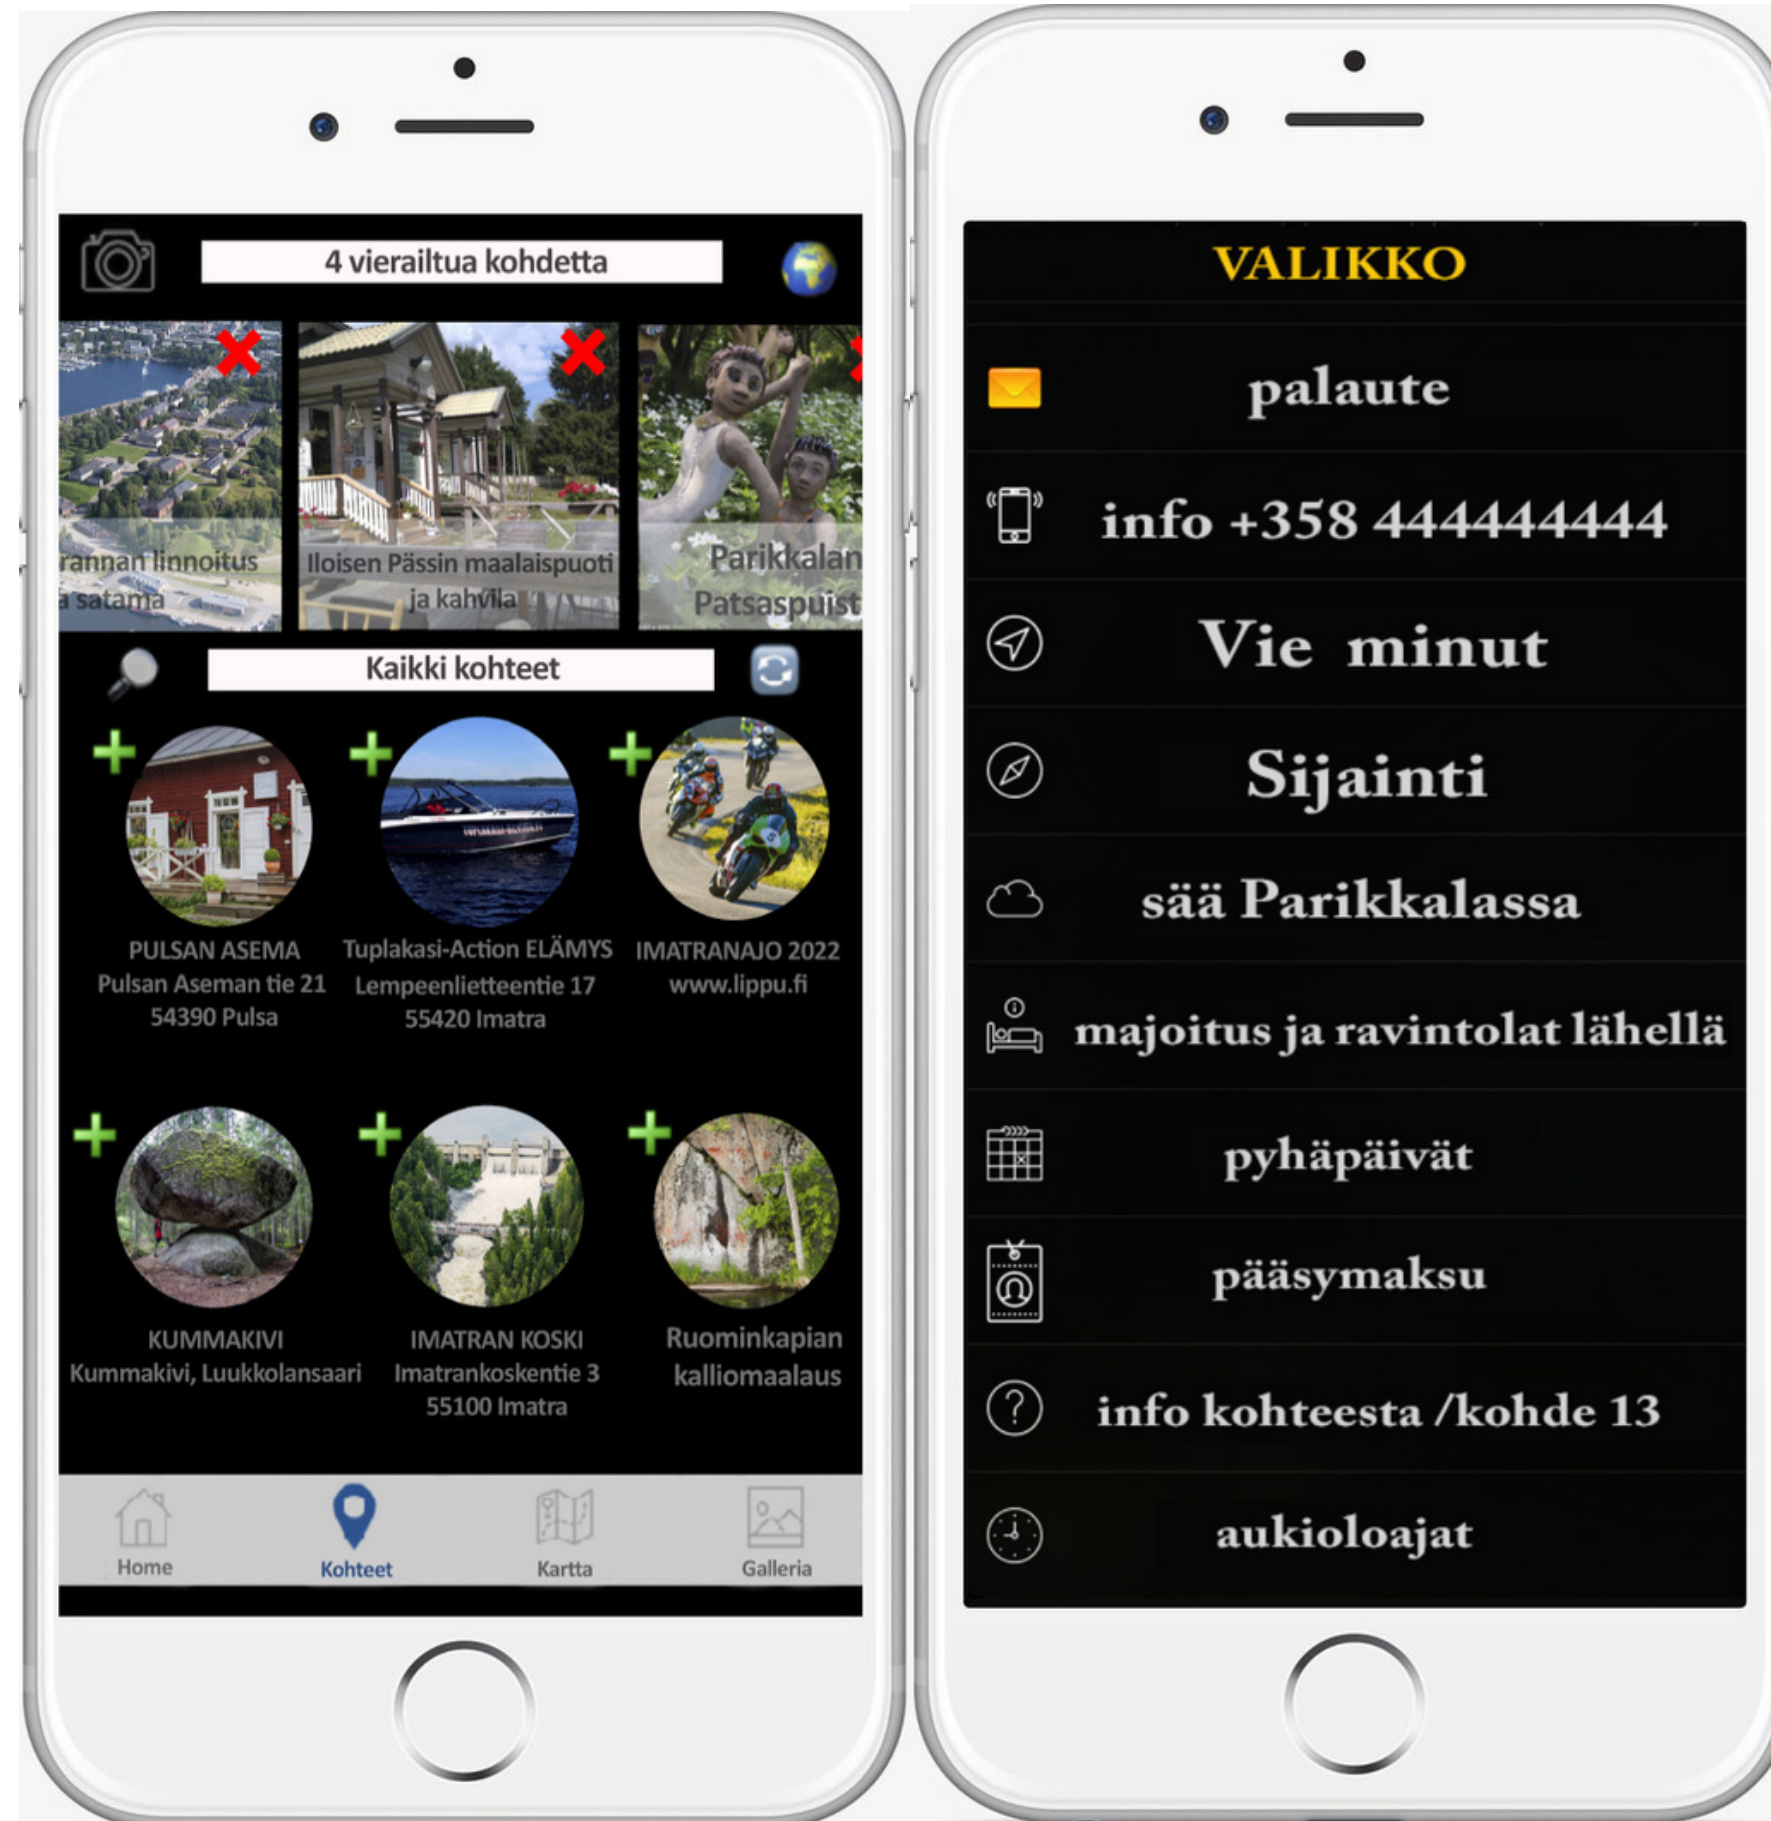 4 vierailtua kohdetta
rannan linnoitus
a satama
Iloisen Pässin maalaispuoti
ja kahvila
Parikkalan
Patsaspuist
Kaikki kohteet
PULSAN ASEMA
Pulsan Aseman tie 21
54390 Pulsa
Tuplakasi-Action ELÄMYS
Lempeenlietteentie 17
55420 Imatra
IMATRANAJO 2022
www.lippu.fi
KUMMAKIVI
Kummakivi, Luukkolansaari
IMATRAN KOSKI
Imatrankoskentie 3
55100 Imatra
Ruominkapian
kalliomaalaus
Home
Kohteet
Kartta
Galleria
VALIKKO
palaute
info +358 444444444
Vie minut
Sijainti
sää Parikkalassa
majoitus ja ravintolat lähellä
pyhäpäivät
pääsymaksu
info kohteesta /kohde 13
aukioloajat